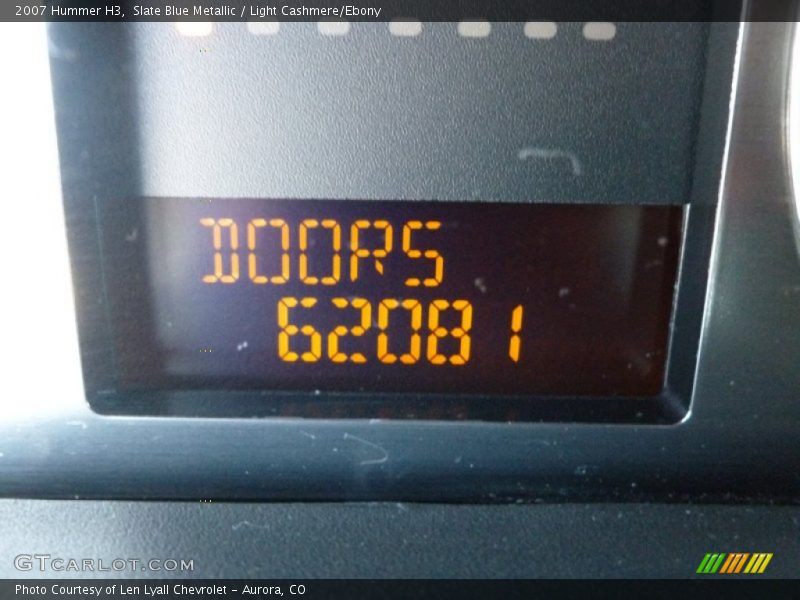 2007 Hummer H3, Slate Blue Metallic / Light Cashmere/Ebony
DOORS
62081
GTCARLOT.COM
Photo Courtesy of Len Lyall Chevrolet - Aurora, CO